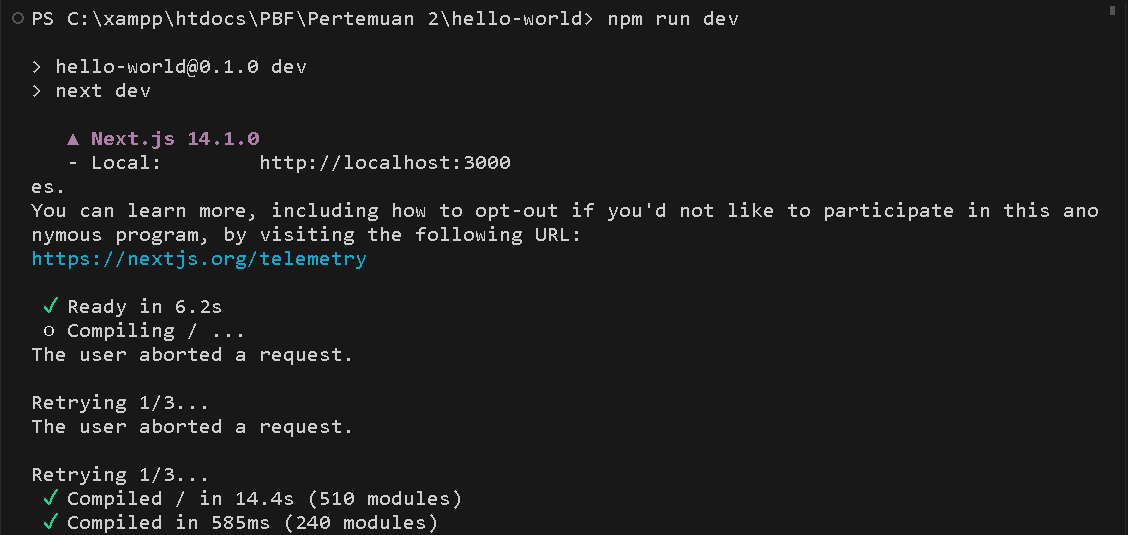 PS C:\xampp\htdocs\PBF\Pertemuan 2\hello-world> npm run dev
> hello-world@0.1.0 dev
> next dev
▲ Next.js 14.1.0
- Local:        http://localhost:3000
es.
You can learn more, including how to opt-out if you'd not like to participate in this ano
nymous program, by visiting the following URL:
https://nextjs.org/telemetry
✓ Ready in 6.2s
○ Compiling / ...
The user aborted a request.
Retrying 1/3...
The user aborted a request.
Retrying 1/3...
✓ Compiled / in 14.4s (510 modules)
✓ Compiled in 585ms (240 modules)